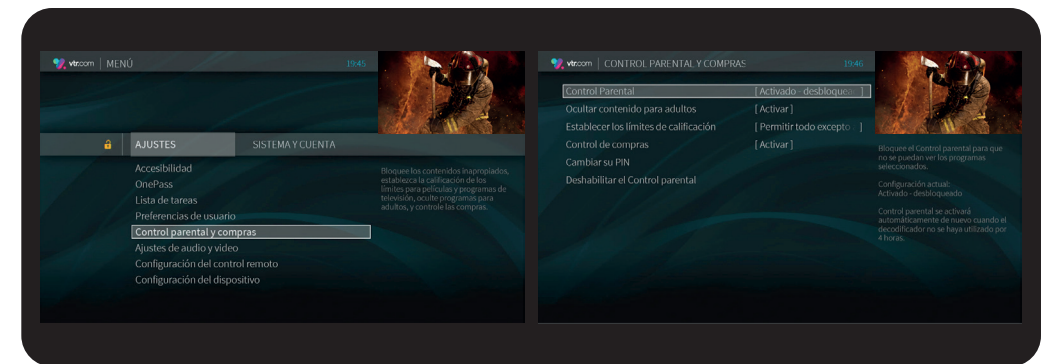 vtr.com | MENÚ 19:45
AJUSTES SISTEMA Y CUENTA
Accesibilidad
OnePass
Lista de tareas
Preferencias de usuario
Control parental y compras
Ajustes de audio y video
Configuración del control remoto
Configuración del dispositivo
Bloquee los contenidos inapropiados,
establezca la calificación de los
límites para películas y programas de
televisión, oculte programas para
adultos, y controle las compras.
vtr.com | CONTROL PARENTAL Y COMPRAS 19:46
Control Parental [ Activado - desbloquea ]
Ocultar contenido para adultos [ Activar ]
Establecer los límites de calificación [ Permitir todo excepto ]
Control de compras [ Activar ]
Cambiar su PIN
Deshabilitar el Control parental
Bloquee el Control parental para que
no se puedan ver los programas
seleccionados.
Configuración actual:
Activado - desbloqueado
Control parental se activará
automáticamente de nuevo cuando el
decodificador no se haya utilizado por
4 horas.